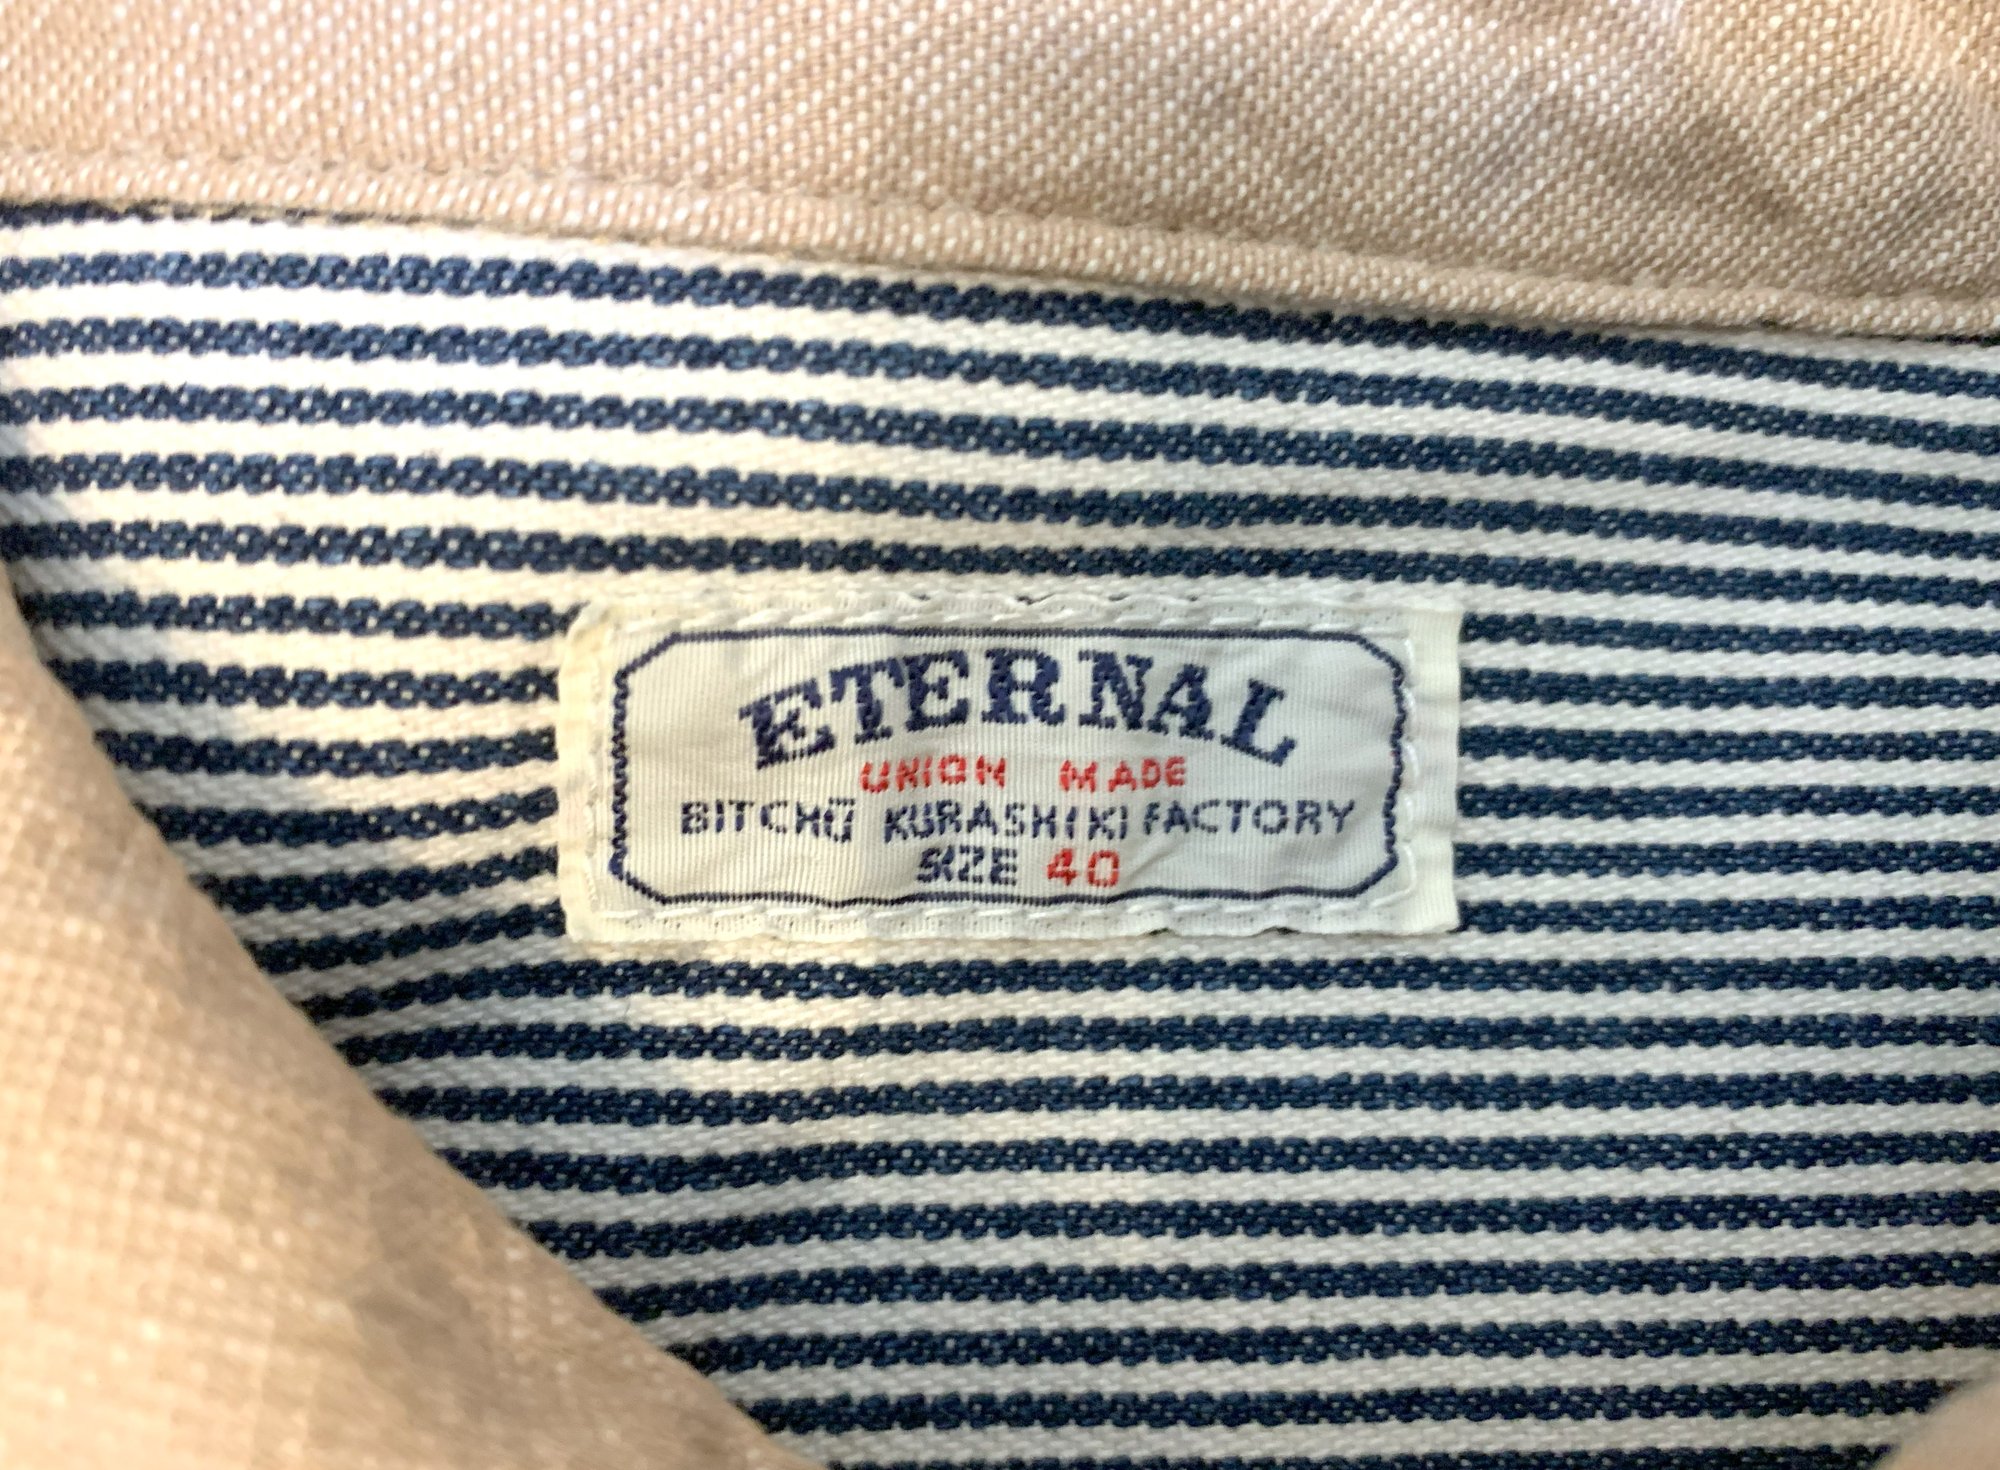 ETERNAL
UNION MADE
BITCHŪ KURASHIKI FACTORY
SIZE 40